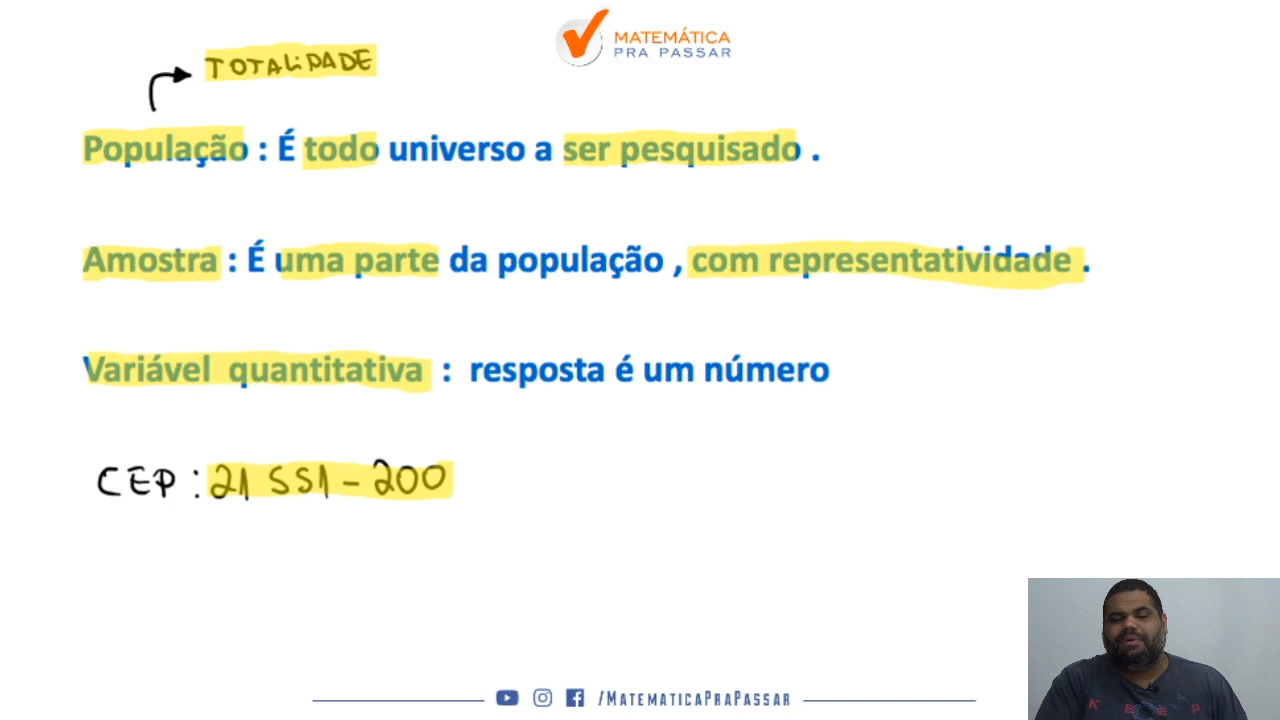 MATEMÁTICA
PRA PASSAR
TOTALIDADE
População : É todo universo a ser pesquisado .
Amostra : É uma parte da população , com representatividade .
Variável quantitativa : resposta é um número
CEP : 21 551 - 200
/MATEMATICAPRAPASSAR
K E E P